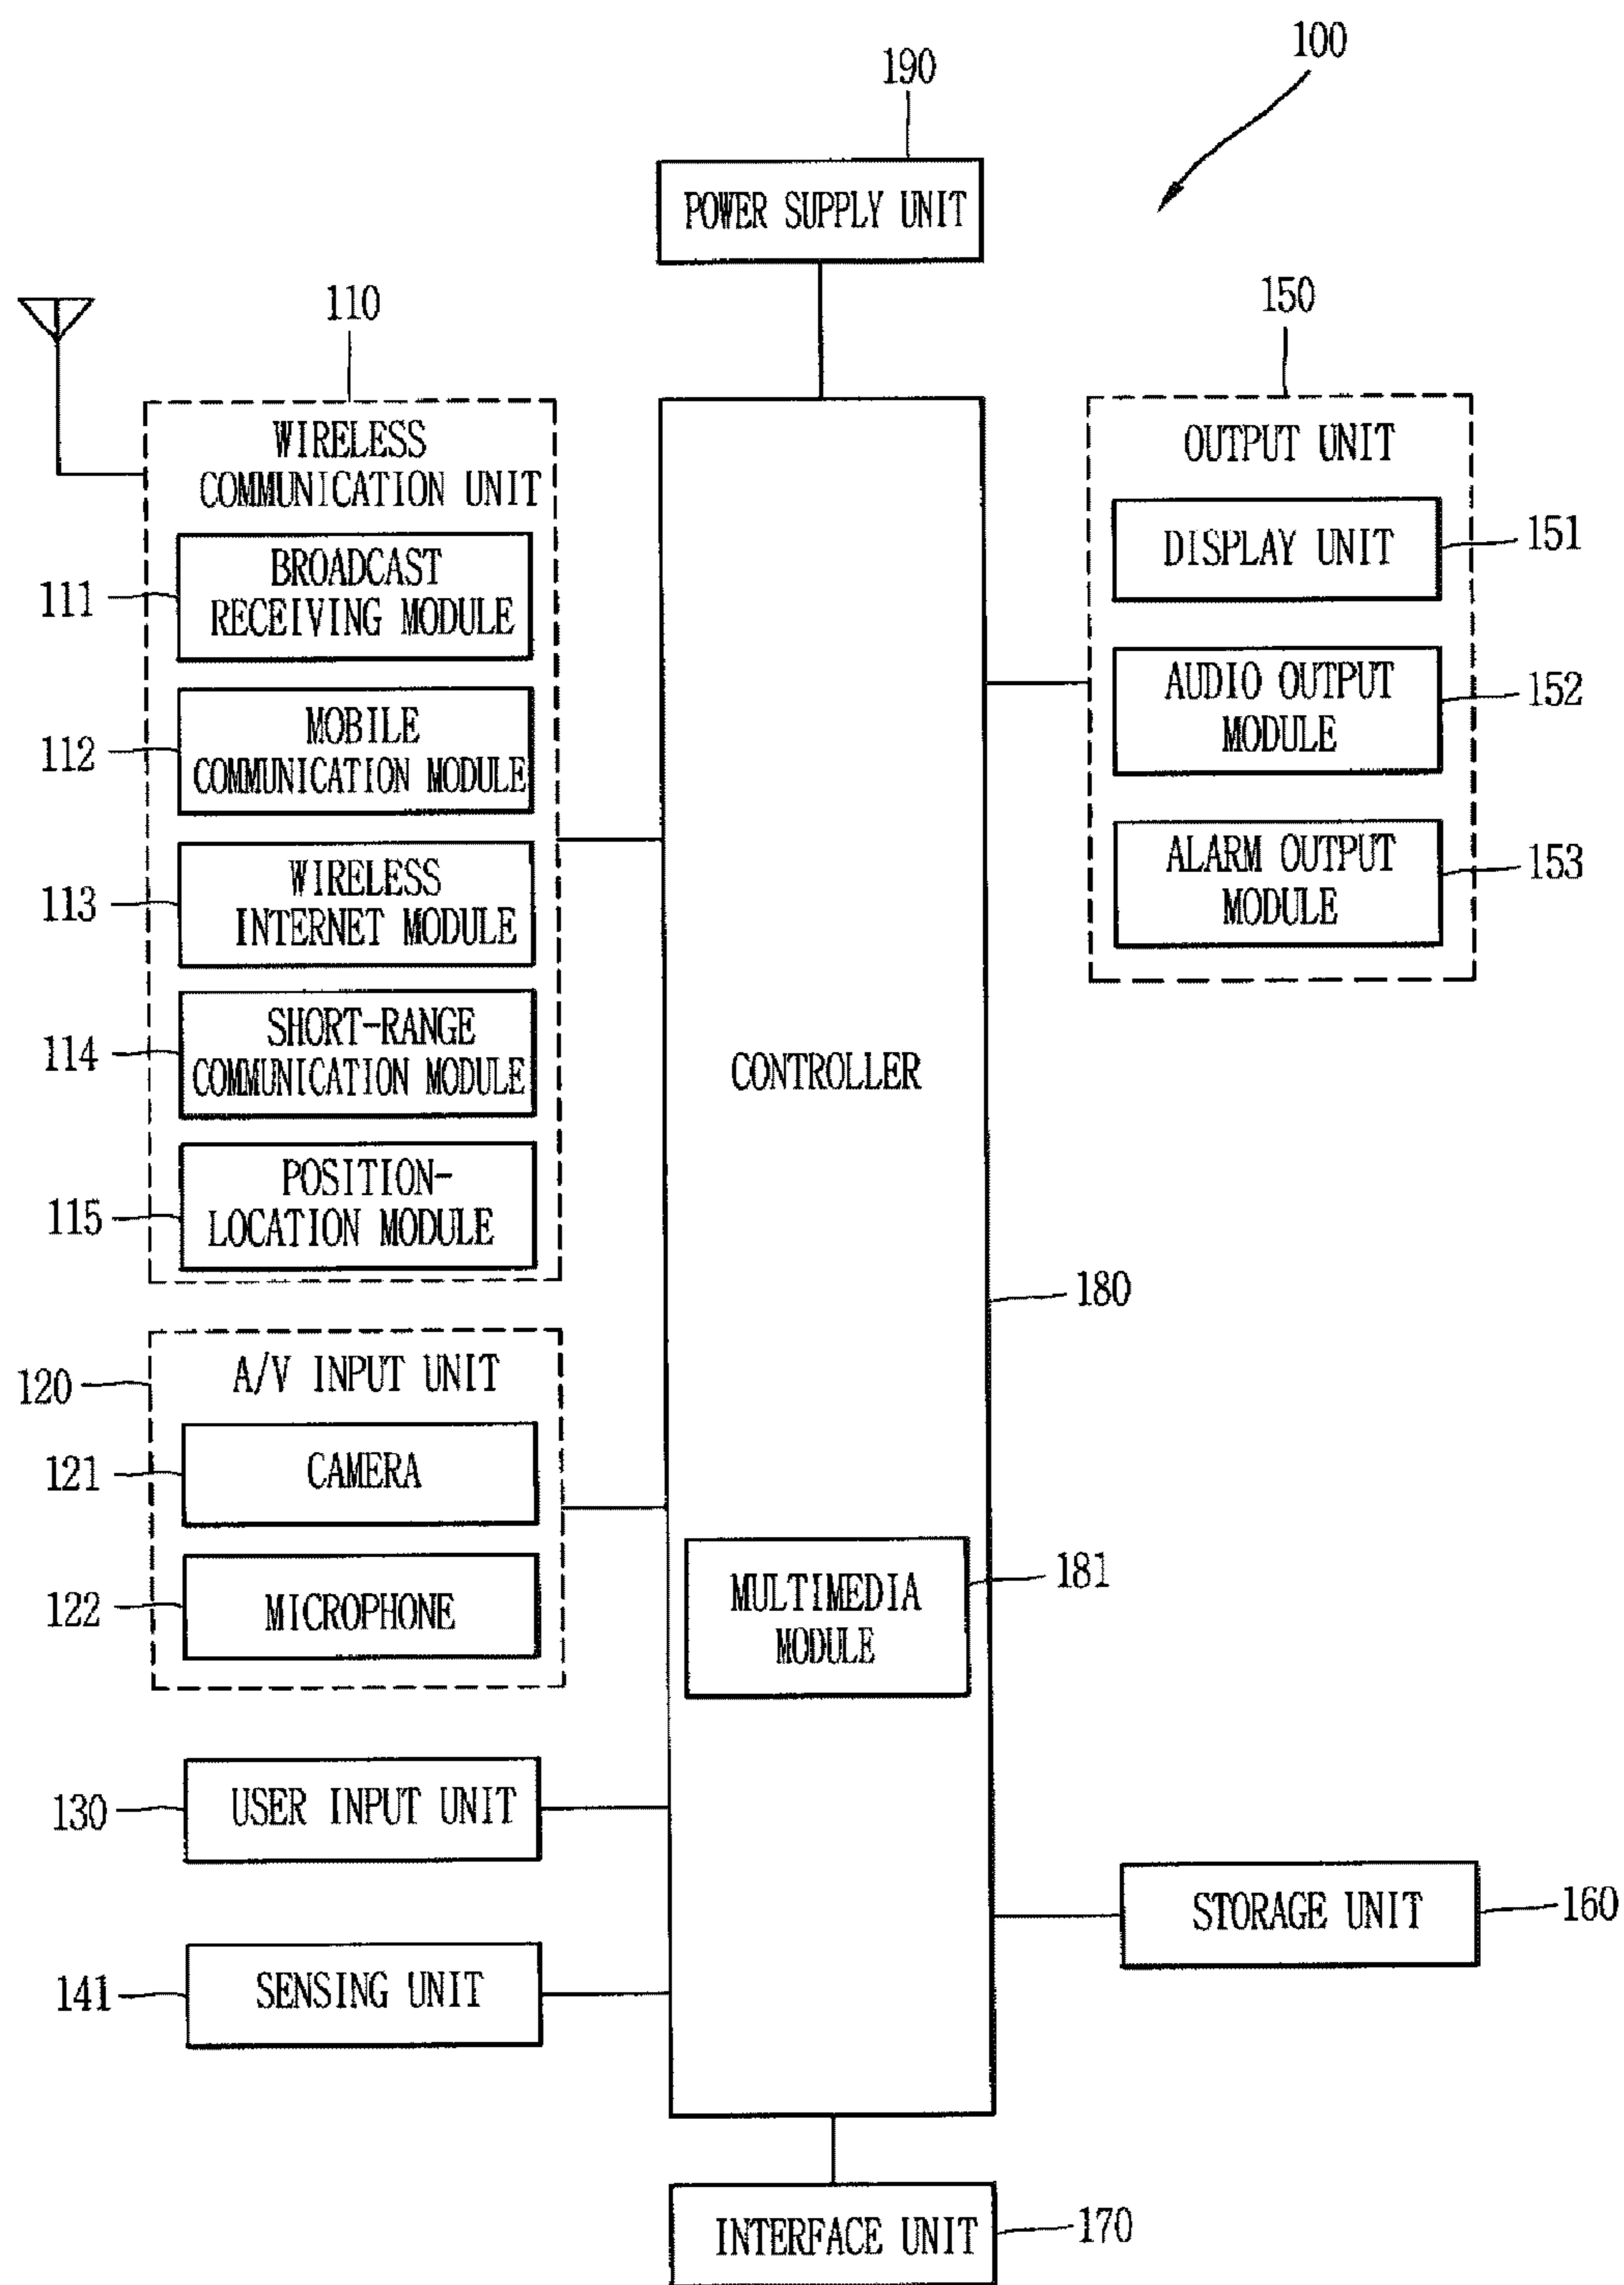 100
190
POWER SUPPLY UNIT
110
WIRELESS
COMMUNICATION UNIT
111
BROADCAST
RECEIVING MODULE
112
MOBILE
COMMUNICATION MODULE
113
WIRELESS
INTERNET MODULE
114
SHORT-RANGE
COMMUNICATION MODULE
115
POSITION-
LOCATION MODULE
120
A/V INPUT UNIT
121
CAMERA
122
MICROPHONE
130
USER INPUT UNIT
141
SENSING UNIT
CONTROLLER
180
MULTIMEDIA
MODULE
181
150
OUTPUT UNIT
DISPLAY UNIT
151
AUDIO OUTPUT
MODULE
152
ALARM OUTPUT
MODULE
153
STORAGE UNIT
160
INTERFACE UNIT
170